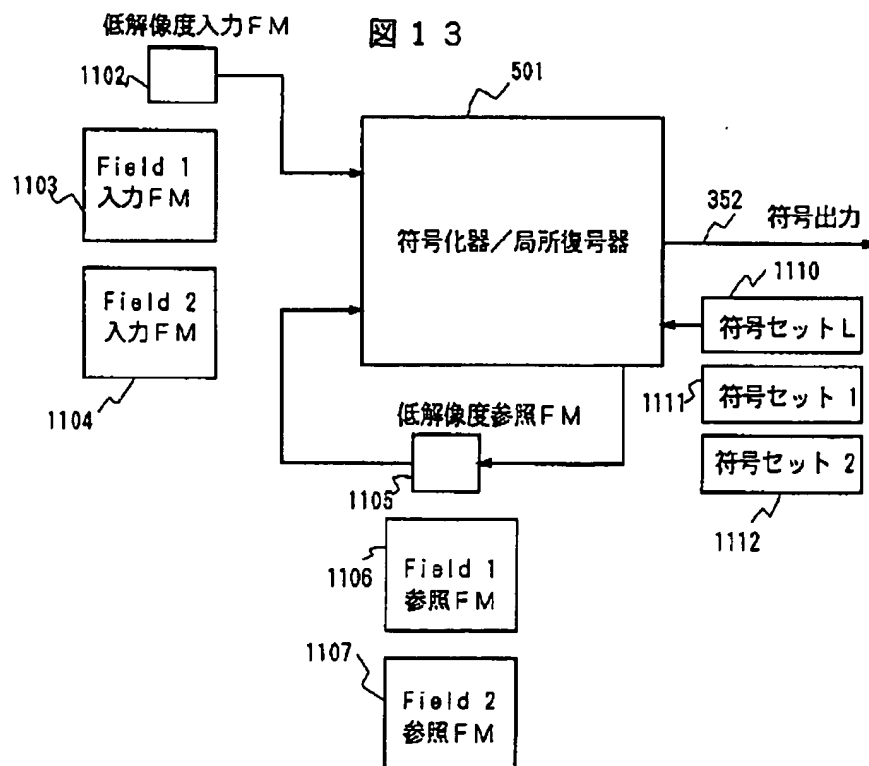 図１３
低解像度入力ＦＭ
1102
501
Field 1
入力ＦＭ
1103
符号化器／局所復号器
352
符号出力
Field 2
入力ＦＭ
1104
1110
符号セットＬ
1111
符号セット１
符号セット２
1112
低解像度参照ＦＭ
1105
1106
Field 1
参照ＦＭ
1107
Field 2
参照ＦＭ